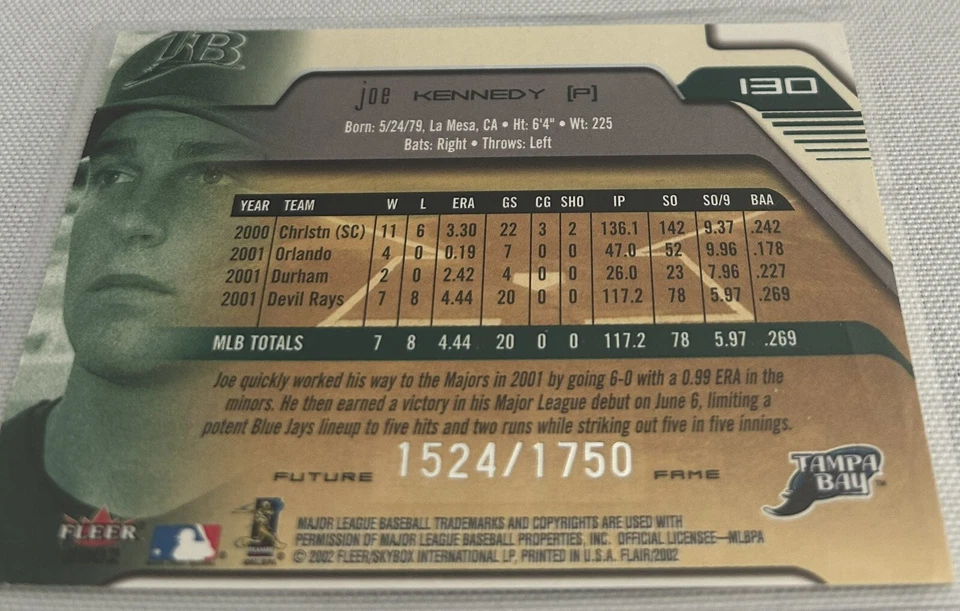 TB
130
joe KENNEDY [P]
Born: 5/24/79, La Mesa, CA • Ht: 6'4" • Wt: 225
Bats: Right • Throws: Left
YEAR TEAM W L ERA GS CG SHO IP SO SO/9 BAA
2000 Chrlstn (SC) 11 6 3.30 22 3 2 136.1 142 9.37 .242
2001 Orlando 4 0 0.19 7 0 0 47.0 52 9.96 .178
2001 Durham 2 0 2.42 4 0 0 26.0 23 7.96 .227
2001 Devil Rays 7 8 4.44 20 0 0 117.2 78 5.97 .269
MLB TOTALS 7 8 4.44 20 0 0 117.2 78 5.97 .269
Joe quickly worked his way to the Majors in 2001 by going 6-0 with a 0.99 ERA in the
minors. He then earned a victory in his Major League debut on June 6, limiting a
potent Blue Jays lineup to five hits and two runs while striking out five in five innings.
FUTURE 1524/1750 FAME
TAMPA
BAY™
FLEER
MAJOR LEAGUE BASEBALL TRADEMARKS AND COPYRIGHTS ARE USED WITH
PERMISSION OF MAJOR LEAGUE BASEBALL PROPERTIES, INC. OFFICIAL LICENSEE—MLBPA
© 2002 FLEER/SKYBOX INTERNATIONAL LP, PRINTED IN U.S.A. FLAIR/2002